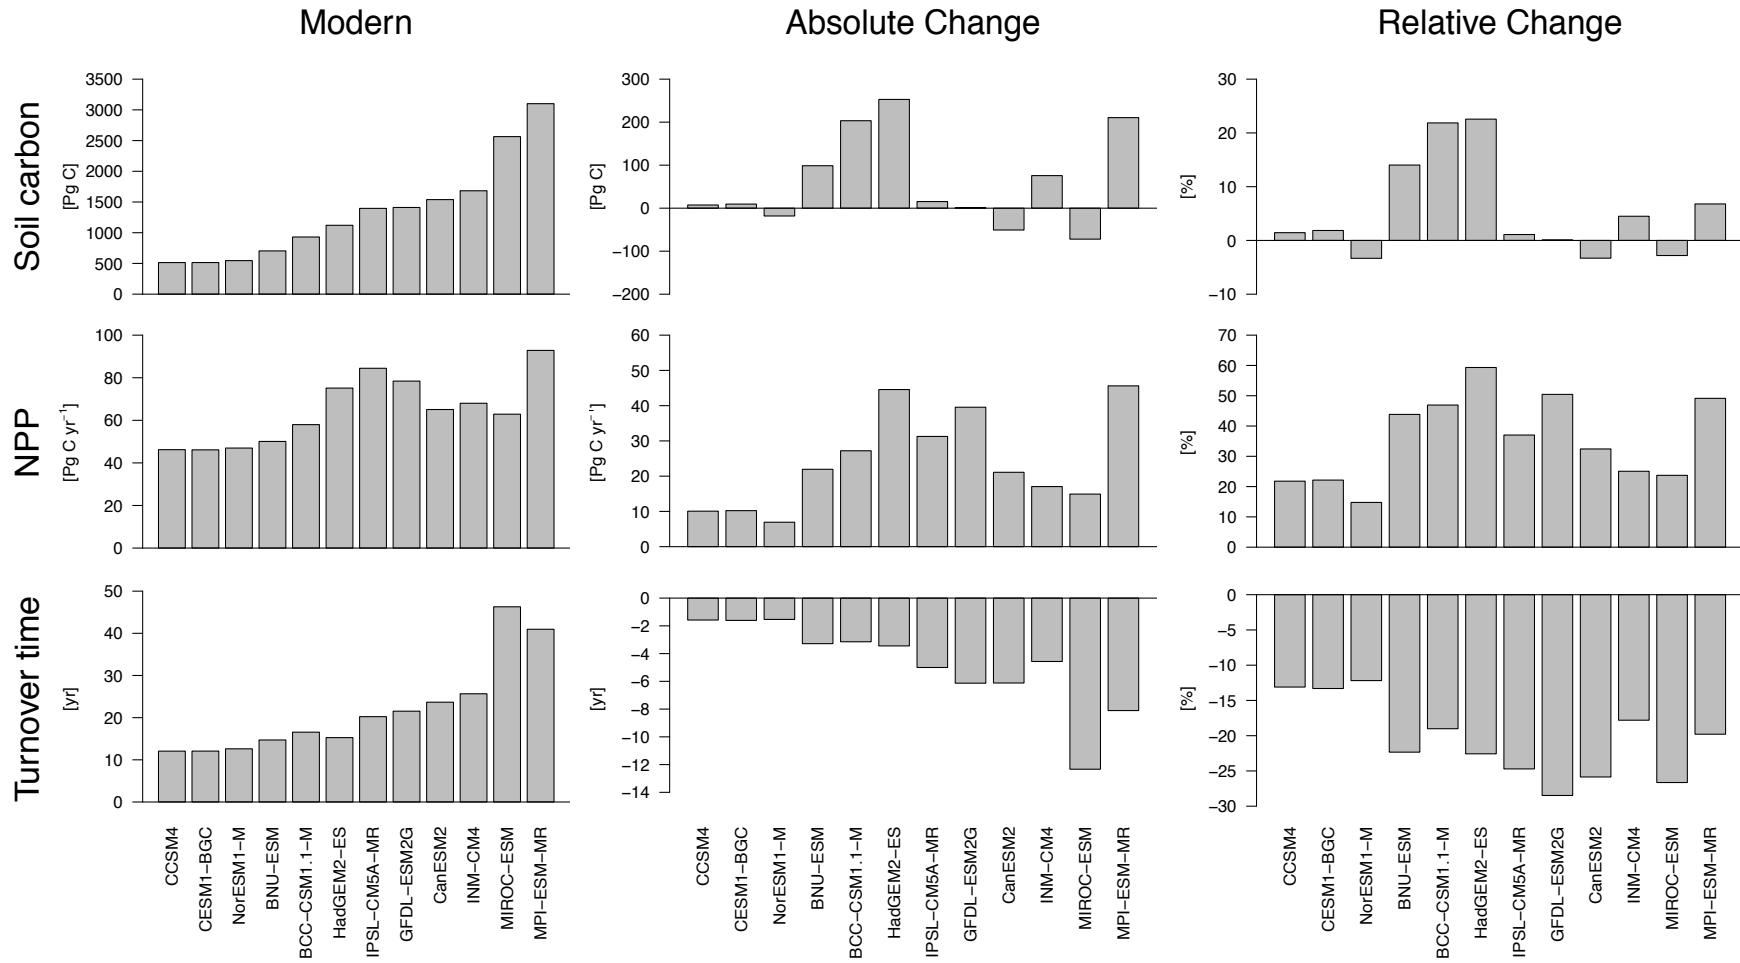 Modern
Absolute Change
Relative Change
Soil carbon
[Pg C]
3500
3000
2500
2000
1500
1000
500
0
[Pg C]
300
200
100
0
−100
−200
[%]
30
20
10
0
−10
NPP
[Pg C yr⁻¹]
100
80
60
40
20
0
[Pg C yr⁻¹]
60
50
40
30
20
10
0
[%]
70
60
50
40
30
20
10
0
Turnover time
[yr]
50
40
30
20
10
0
[yr]
0
−2
−4
−6
−8
−10
−12
−14
[%]
0
−5
−10
−15
−20
−25
−30
CCSM4
CESM1−BGC
NorESM1−M
BNU−ESM
BCC−CSM1.1−M
HadGEM2−ES
IPSL−CM5A−MR
GFDL−ESM2G
CanESM2
INM−CM4
MIROC−ESM
MPI−ESM−MR
CCSM4
CESM1−BGC
NorESM1−M
BNU−ESM
BCC−CSM1.1−M
HadGEM2−ES
IPSL−CM5A−MR
GFDL−ESM2G
CanESM2
INM−CM4
MIROC−ESM
MPI−ESM−MR
CCSM4
CESM1−BGC
NorESM1−M
BNU−ESM
BCC−CSM1.1−M
HadGEM2−ES
IPSL−CM5A−MR
GFDL−ESM2G
CanESM2
INM−CM4
MIROC−ESM
MPI−ESM−MR